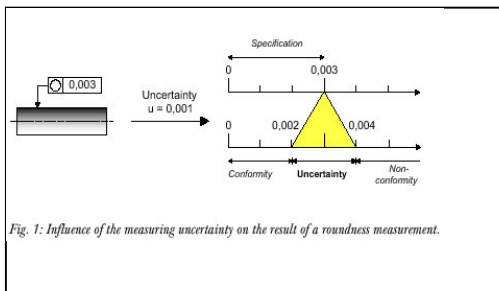 Specification
0 0,003
0,003
Uncertainty
u = 0,001
0 0,002 0,004
Conformity Uncertainty Non-
conformity
Fig. 1: Influence of the measuring uncertainty on the result of a roundness measurement.